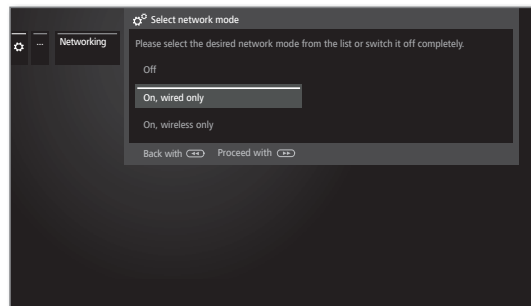 Select network mode
... Networking
Please select the desired network mode from the list or switch it off completely.
Off
On, wired only
On, wireless only
Back with Proceed with